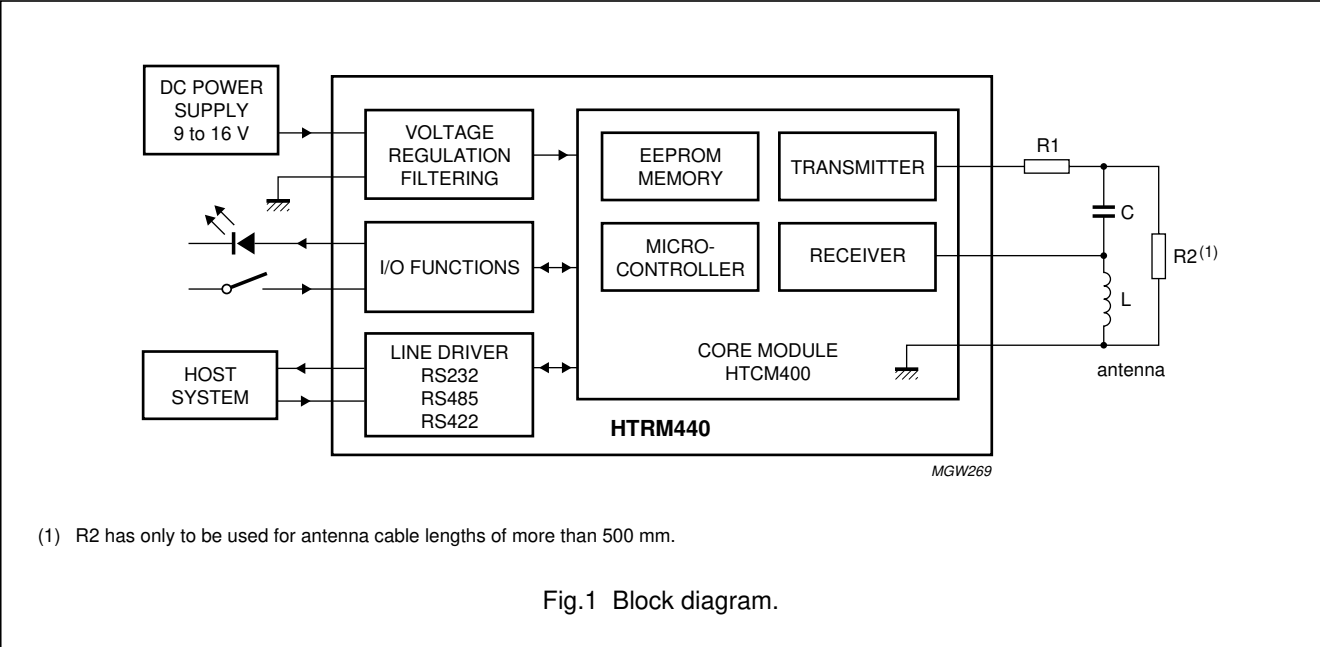 DC POWER
SUPPLY
9 to 16 V
VOLTAGE
REGULATION
FILTERING
I/O FUNCTIONS
HOST
SYSTEM
LINE DRIVER
RS232
RS485
RS422
EEPROM
MEMORY
TRANSMITTER
MICRO-
CONTROLLER
RECEIVER
CORE MODULE
HTCM400
HTRM440
R1
C
R2(1)
L
antenna
MGW269
(1) R2 has only to be used for antenna cable lengths of more than 500 mm.
Fig.1 Block diagram.